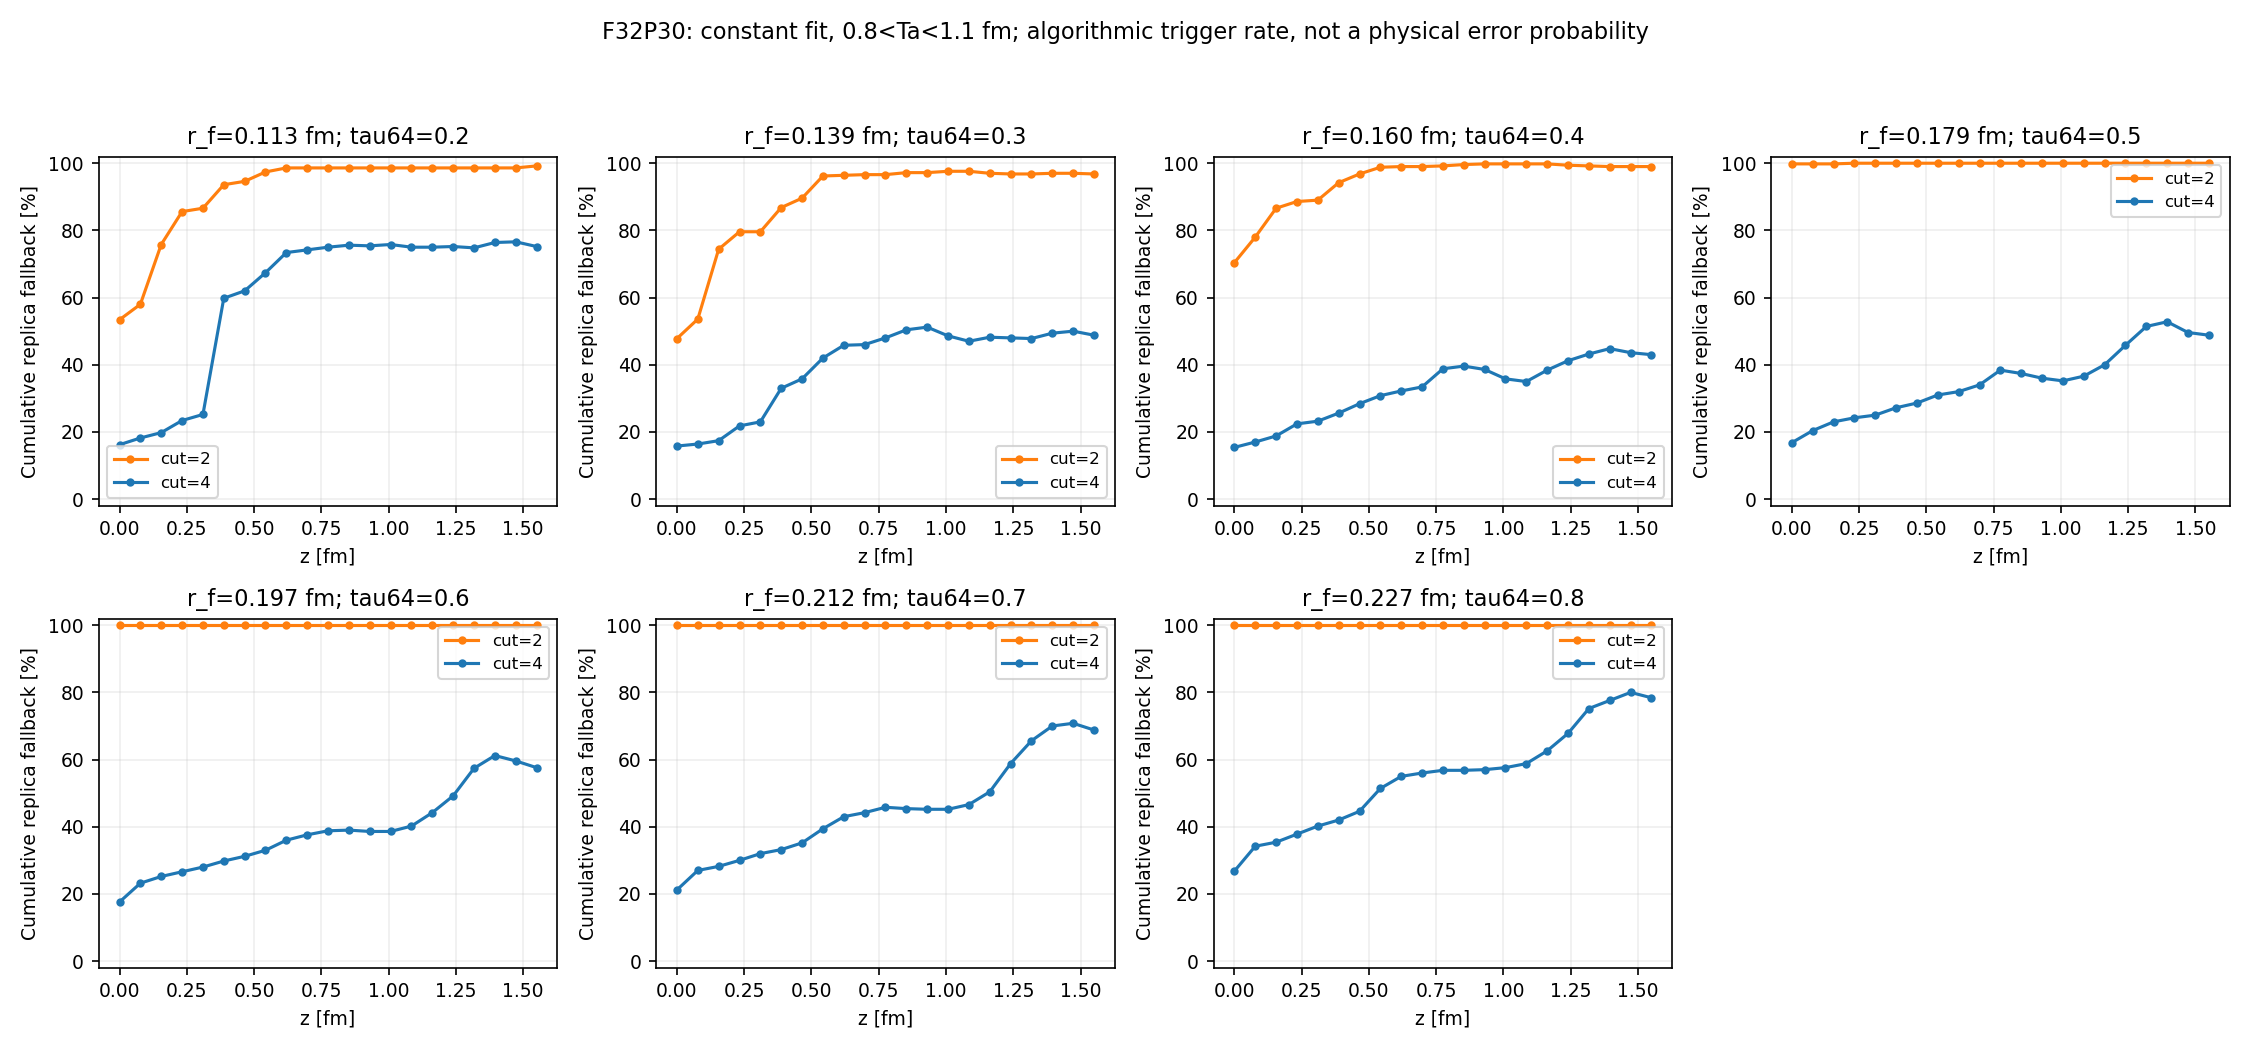 F32P30: constant fit, 0.8<Ta<1.1 fm; algorithmic trigger rate, not a physical error probability
r_f=0.113 fm; tau64=0.2
Cumulative replica fallback [%]
100
80
60
40
20
0
cut=2
cut=4
0.00 0.25 0.50 0.75 1.00 1.25 1.50
z [fm]
r_f=0.139 fm; tau64=0.3
Cumulative replica fallback [%]
100
80
60
40
20
0
cut=2
cut=4
0.00 0.25 0.50 0.75 1.00 1.25 1.50
z [fm]
r_f=0.160 fm; tau64=0.4
Cumulative replica fallback [%]
100
80
60
40
20
0
cut=2
cut=4
0.00 0.25 0.50 0.75 1.00 1.25 1.50
z [fm]
r_f=0.179 fm; tau64=0.5
Cumulative replica fallback [%]
100
80
60
40
20
0
cut=2
cut=4
0.00 0.25 0.50 0.75 1.00 1.25 1.50
z [fm]
r_f=0.197 fm; tau64=0.6
Cumulative replica fallback [%]
100
80
60
40
20
0
cut=2
cut=4
0.00 0.25 0.50 0.75 1.00 1.25 1.50
z [fm]
r_f=0.212 fm; tau64=0.7
Cumulative replica fallback [%]
100
80
60
40
20
0
cut=2
cut=4
0.00 0.25 0.50 0.75 1.00 1.25 1.50
z [fm]
r_f=0.227 fm; tau64=0.8
Cumulative replica fallback [%]
100
80
60
40
20
0
cut=2
cut=4
0.00 0.25 0.50 0.75 1.00 1.25 1.50
z [fm]